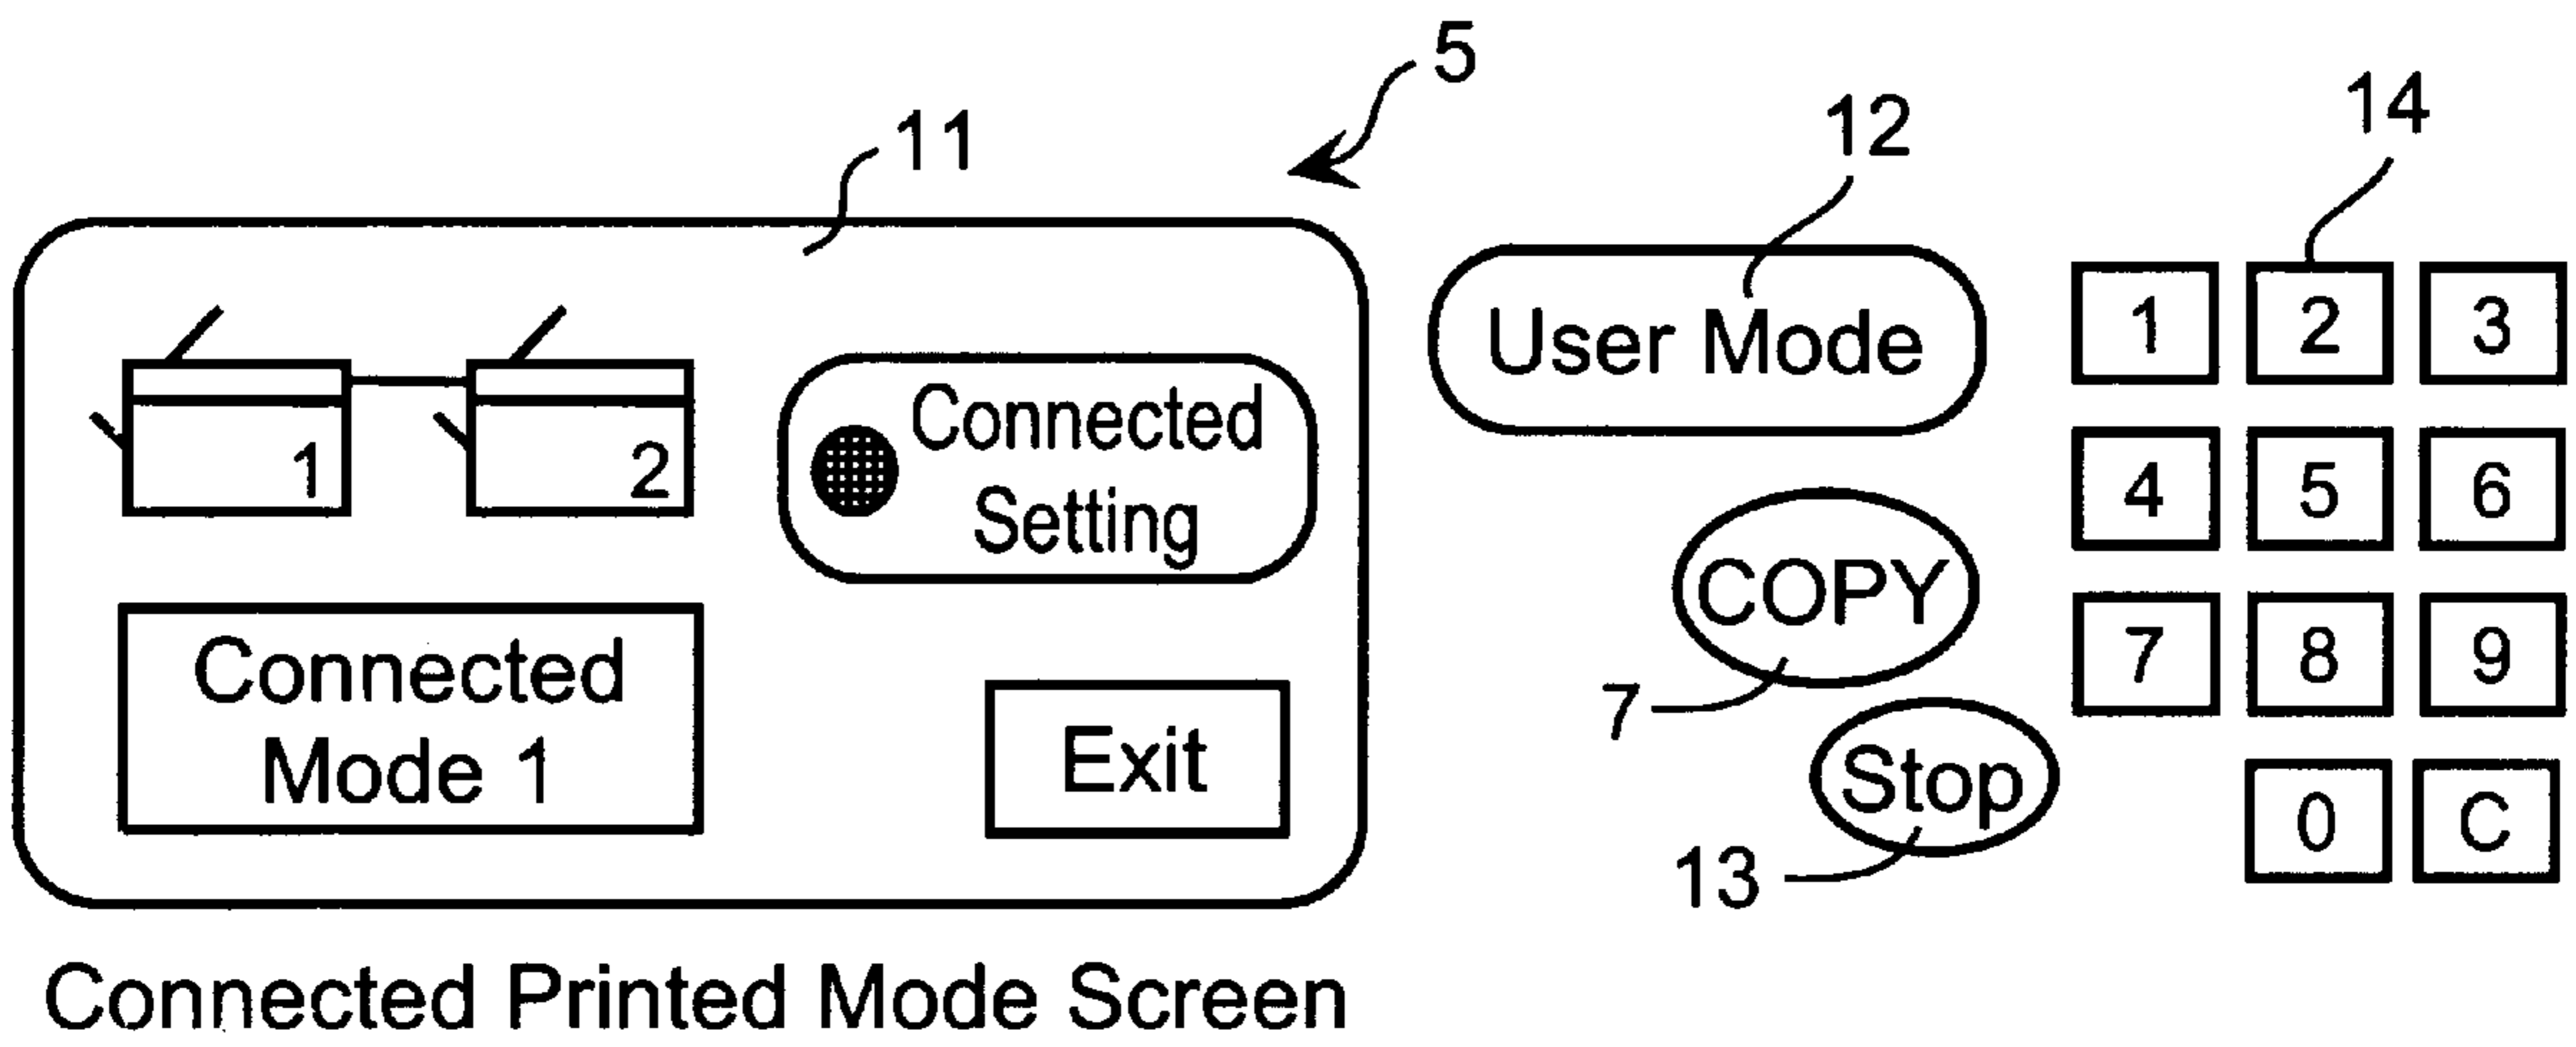 5
11
12
14
1
2
Connected
Setting
Connected
Mode 1
Exit
User Mode
COPY
7
Stop
13
1 2 3
4 5 6
7 8 9
0 C
Connected Printed Mode Screen